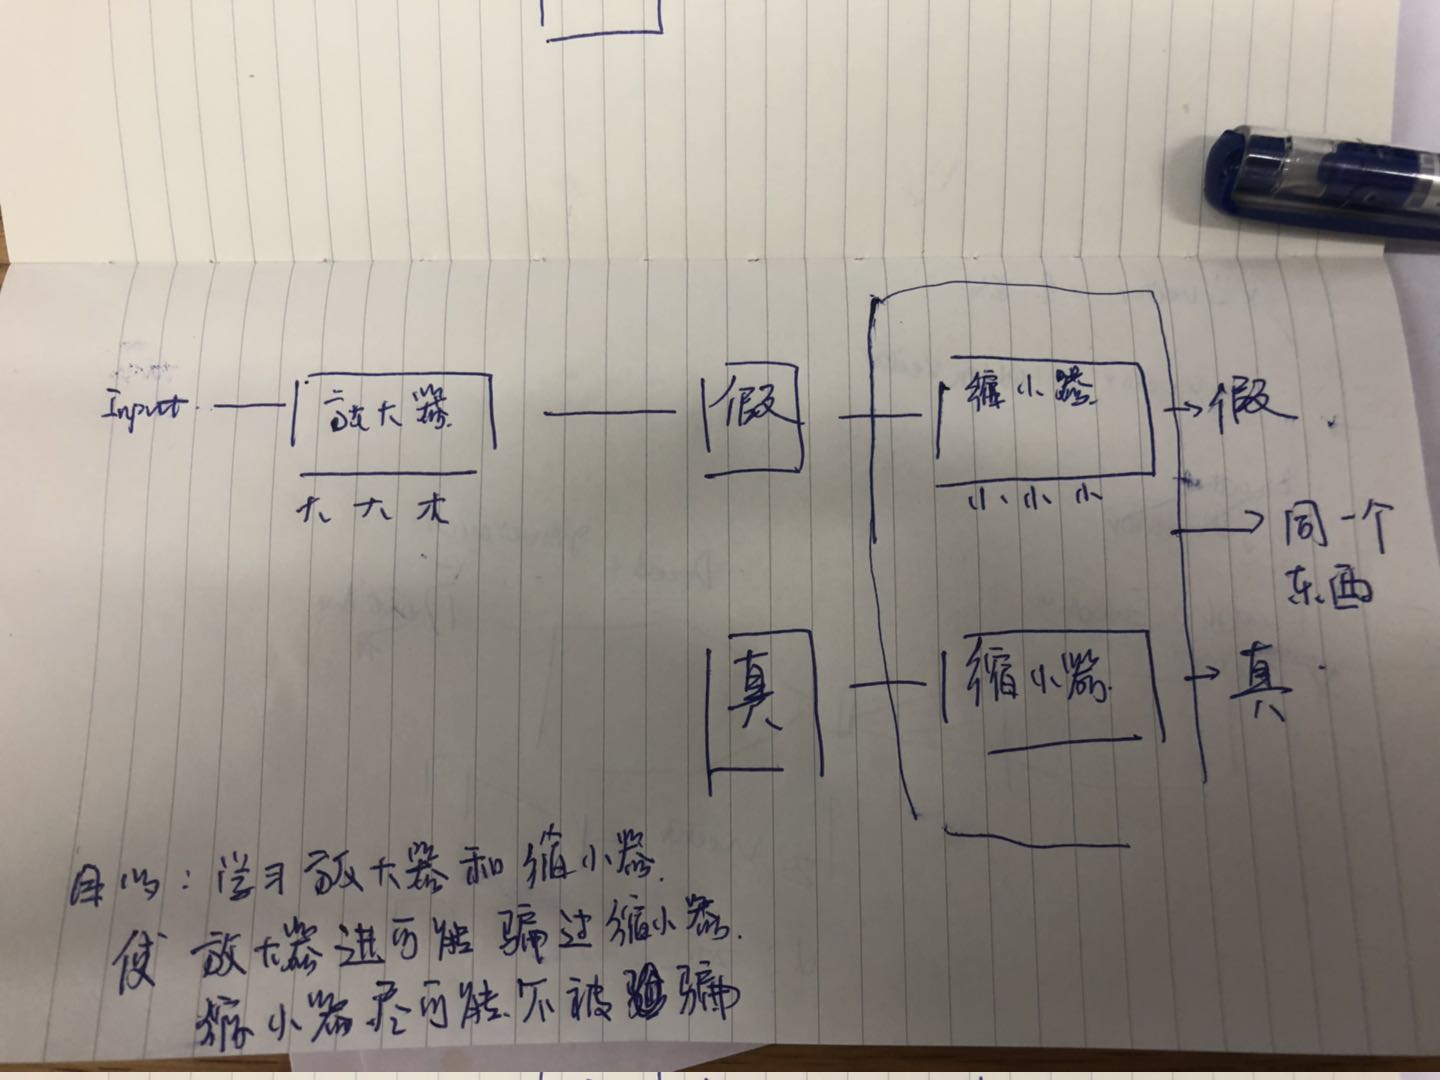 Input
放大器
假
缩小器
假
大 大 大
小 小 小
同一个
东西
真
缩小器
真
目的：学习放大器和缩小器.
使 放大器进可能骗过缩小器.
缩小器尽可能不被骗